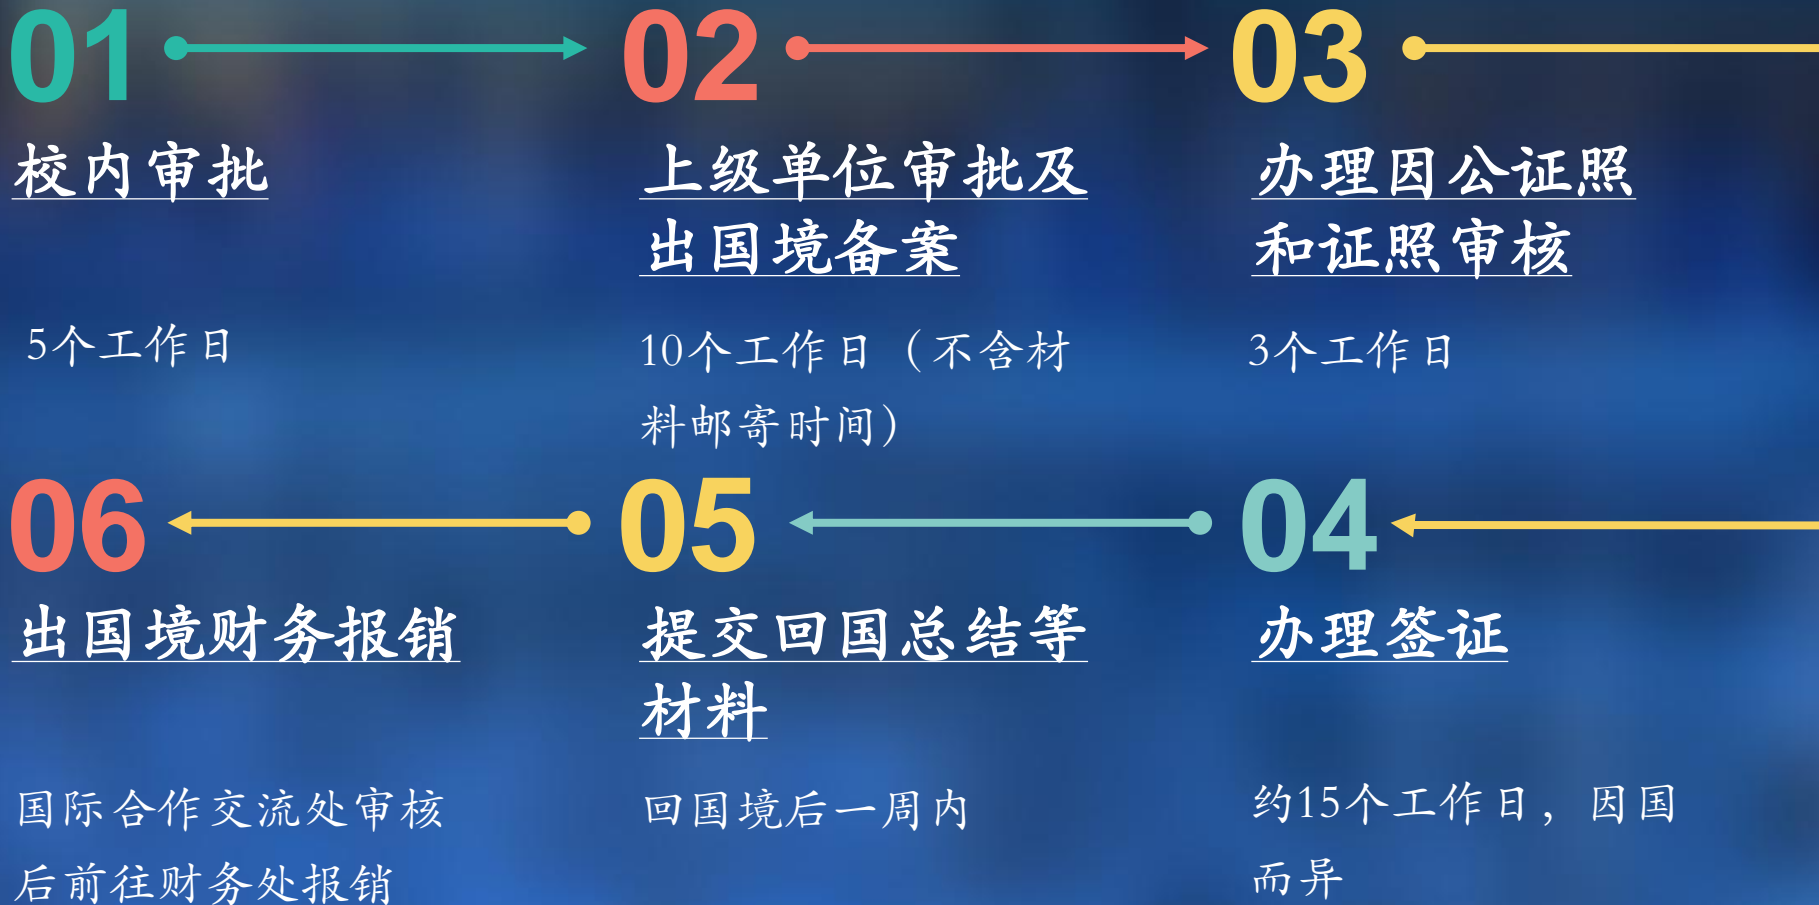 01
校内审批
5个工作日
02
上级单位审批及
出国境备案
10个工作日（不含材
料邮寄时间）
03
办理因公证照
和证照审核
3个工作日
04
办理签证
约15个工作日，因国
而异
05
提交回国总结等
材料
回国境后一周内
06
出国境财务报销
国际合作交流处审核
后前往财务处报销